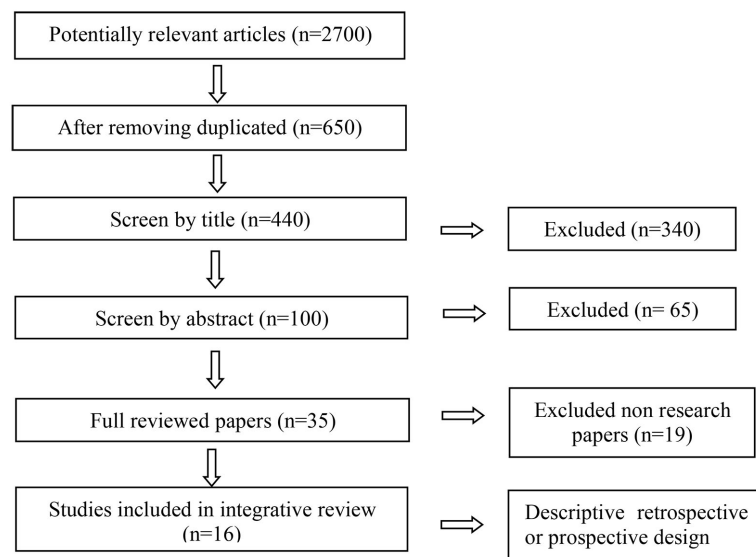 Potentially relevant articles (n=2700)
After removing duplicated (n=650)
Screen by title (n=440)
Excluded (n=340)
Screen by abstract (n=100)
Excluded (n= 65)
Full reviewed papers (n=35)
Excluded non research
papers (n=19)
Studies included in integrative review
(n=16)
Descriptive retrospective
or prospective design